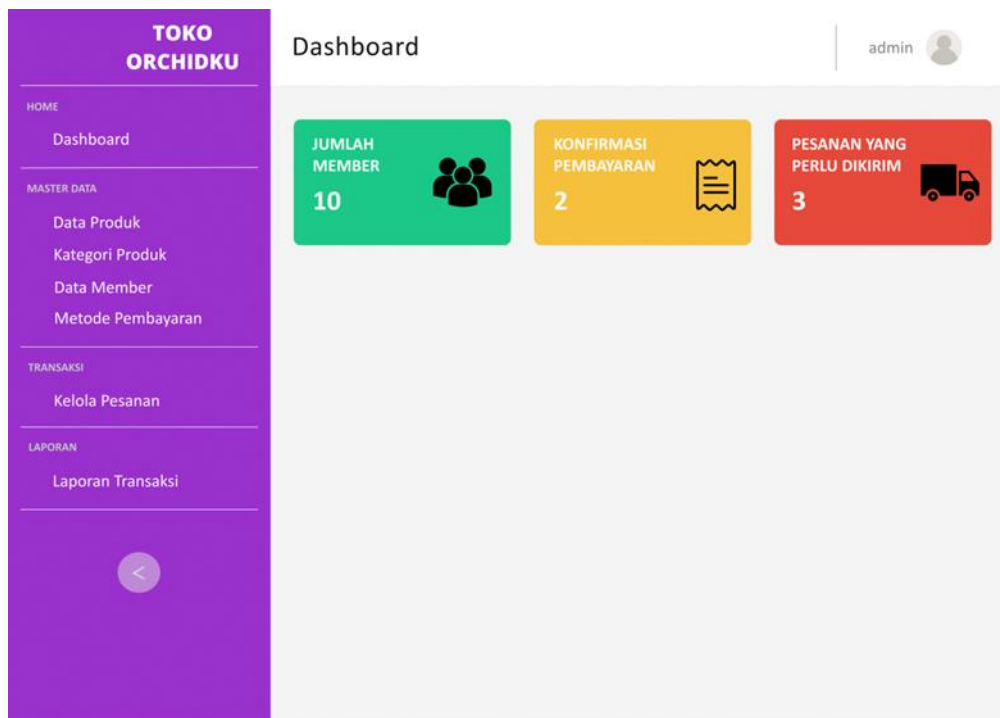 TOKO
ORCHIDKU
HOME
Dashboard
MASTER DATA
Data Produk
Kategori Produk
Data Member
Metode Pembayaran
TRANSAKSI
Kelola Pesanan
LAPORAN
Laporan Transaksi
<
Dashboard
admin
JUMLAH
MEMBER
10
KONFIRMASI
PEMBAYARAN
2
PESANAN YANG
PERLU DIKIRIM
3